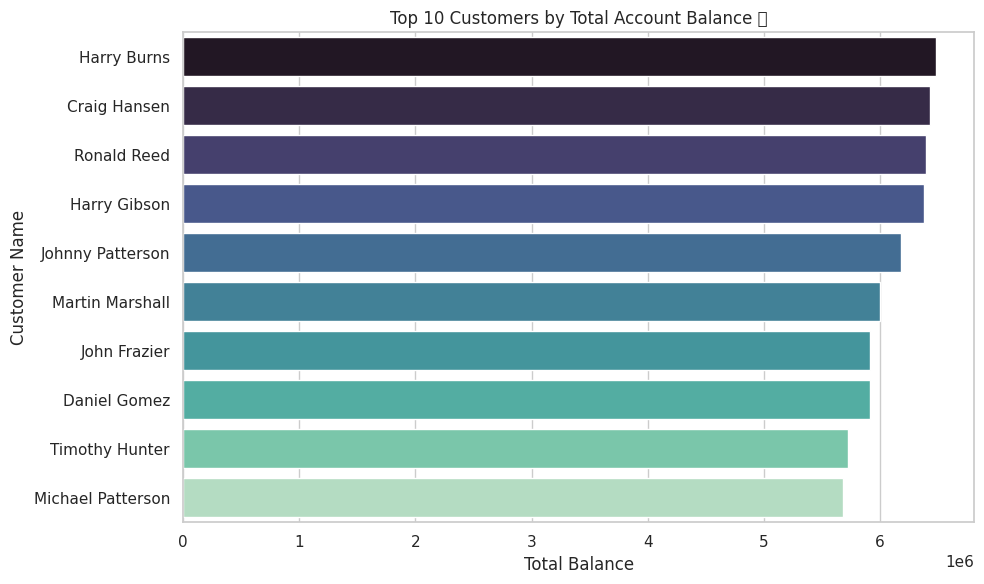 Top 10 Customers by Total Account Balance
Harry Burns
Craig Hansen
Ronald Reed
Harry Gibson
Johnny Patterson
Martin Marshall
John Frazier
Daniel Gomez
Timothy Hunter
Michael Patterson
Customer Name
0 1 2 3 4 5 6
1e6
Total Balance